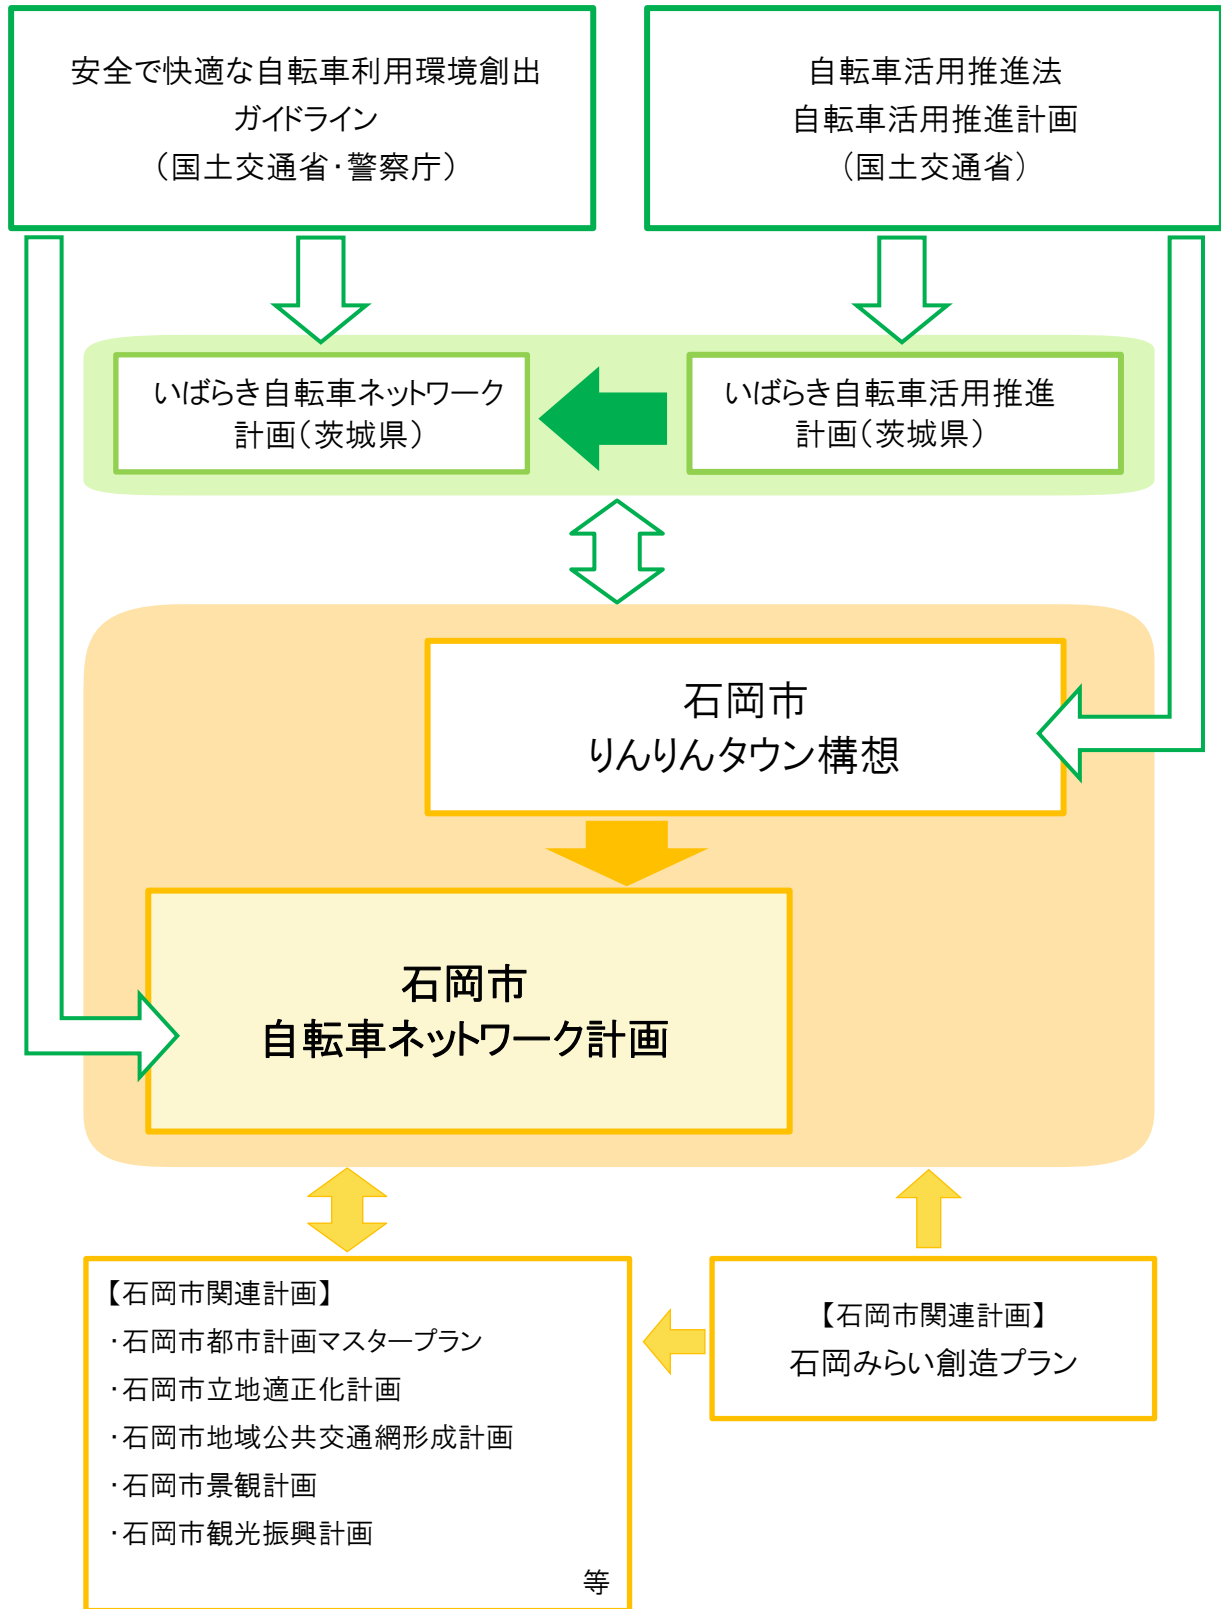 安全で快適な自転車利用環境創出
ガイドライン
（国土交通省・警察庁）
自転車活用推進法
自転車活用推進計画
（国土交通省）
いばらき自転車ネットワーク
計画（茨城県）
いばらき自転車活用推進
計画（茨城県）
石岡市
りんりんタウン構想
石岡市
自転車ネットワーク計画
【石岡市関連計画】
・石岡市都市計画マスタープラン
・石岡市立地適正化計画
・石岡市地域公共交通網形成計画
・石岡市景観計画
・石岡市観光振興計画
等
【石岡市関連計画】
石岡みらい創造プラン